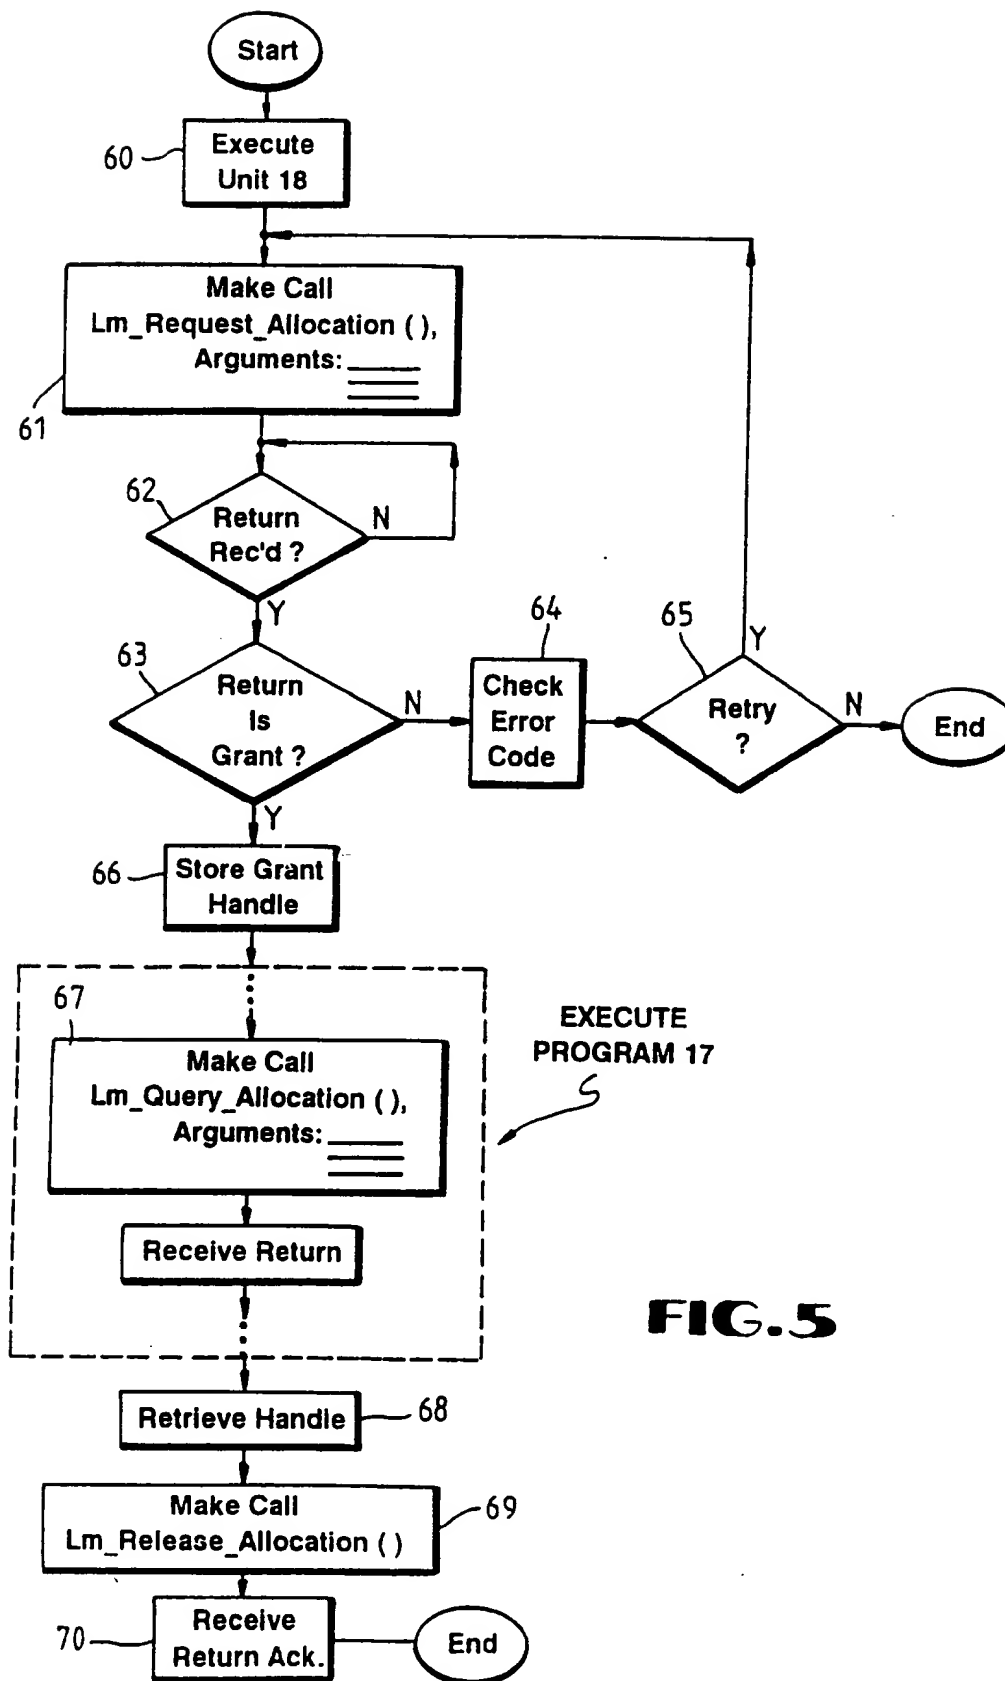 Start
60
Execute
Unit 18
Make Call
Lm_Request_Allocation ( ),
Arguments:
61
62
Return
Rec'd ?
N
Y
63
Return
Is
Grant ?
N
Y
64
Check
Error
Code
65
Retry
?
Y
N
End
66
Store Grant
Handle
67
Make Call
Lm_Query_Allocation ( ),
Arguments:
Receive Return
EXECUTE
PROGRAM 17
FIG.5
Retrieve Handle
68
Make Call
Lm_Release_Allocation ( )
69
70
Receive
Return Ack.
End